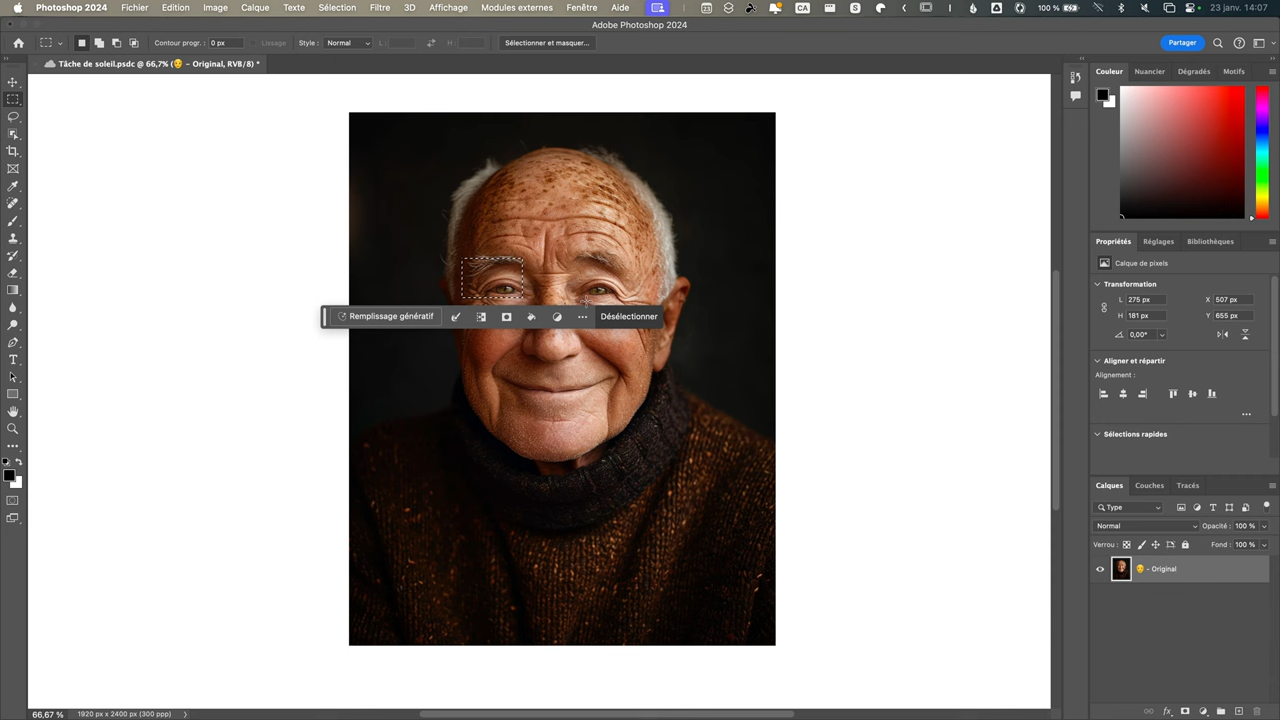 Photoshop 2024 Fichier Edition Image Calque Texte Sélection Filtre 3D Affichage Modules externes Fenêtre Aide CA 100 % 23 janv. 14:07
Adobe Photoshop 2024
Contour progr. : 0 px Lissage Style : Normal L : H : Sélectionner et masquer... Partager
Tâche de soleil.psdc @ 66,7% (👴 – Original, RVB/8) *
Couleur Nuancier Dégradés Motifs
Propriétés Réglages Bibliothèques
Calque de pixels
Transformation
L 275 px X 507 px
H 181 px Y 655 px
0,00°
Aligner et répartir
Alignement :
Sélections rapides
Remplissage génératif Désélectionner
Calques Couches Tracés
Type
Normal Opacité : 100 %
Verrou : Fond : 100 %
👴 - Original
66,67 % 1920 px x 2400 px (300 ppp)